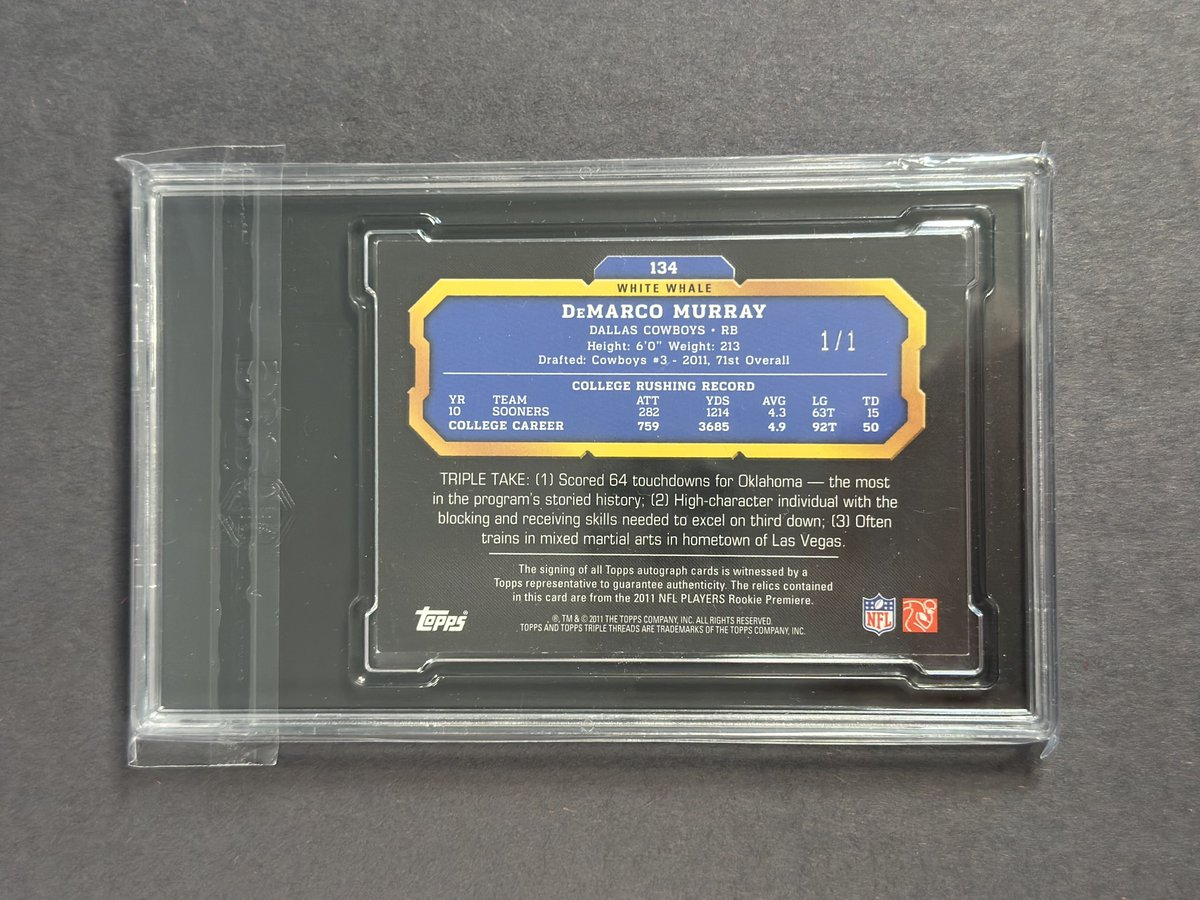 134
WHITE WHALE
DeMARCO MURRAY
DALLAS COWBOYS • RB
Height: 6'0" Weight: 213
Drafted: Cowboys #3 - 2011, 71st Overall
1/1
COLLEGE RUSHING RECORD
YR TEAM ATT YDS AVG LG TD
10 SOONERS 282 1214 4.3 63T 15
COLLEGE CAREER 759 3685 4.9 92T 50
TRIPLE TAKE: (1) Scored 64 touchdowns for Oklahoma — the most
in the program's storied history; (2) High-character individual with the
blocking and receiving skills needed to excel on third down; (3) Often
trains in mixed martial arts in hometown of Las Vegas.
The signing of all Topps autograph cards is witnessed by a
Topps representative to guarantee authenticity. The relics contained
in this card are from the 2011 NFL PLAYERS Rookie Premiere.
®, TM & © 2011 THE TOPPS COMPANY, INC. ALL RIGHTS RESERVED.
TOPPS AND TOPPS TRIPLE THREADS ARE TRADEMARKS OF THE TOPPS COMPANY, INC.
Topps®
NFL